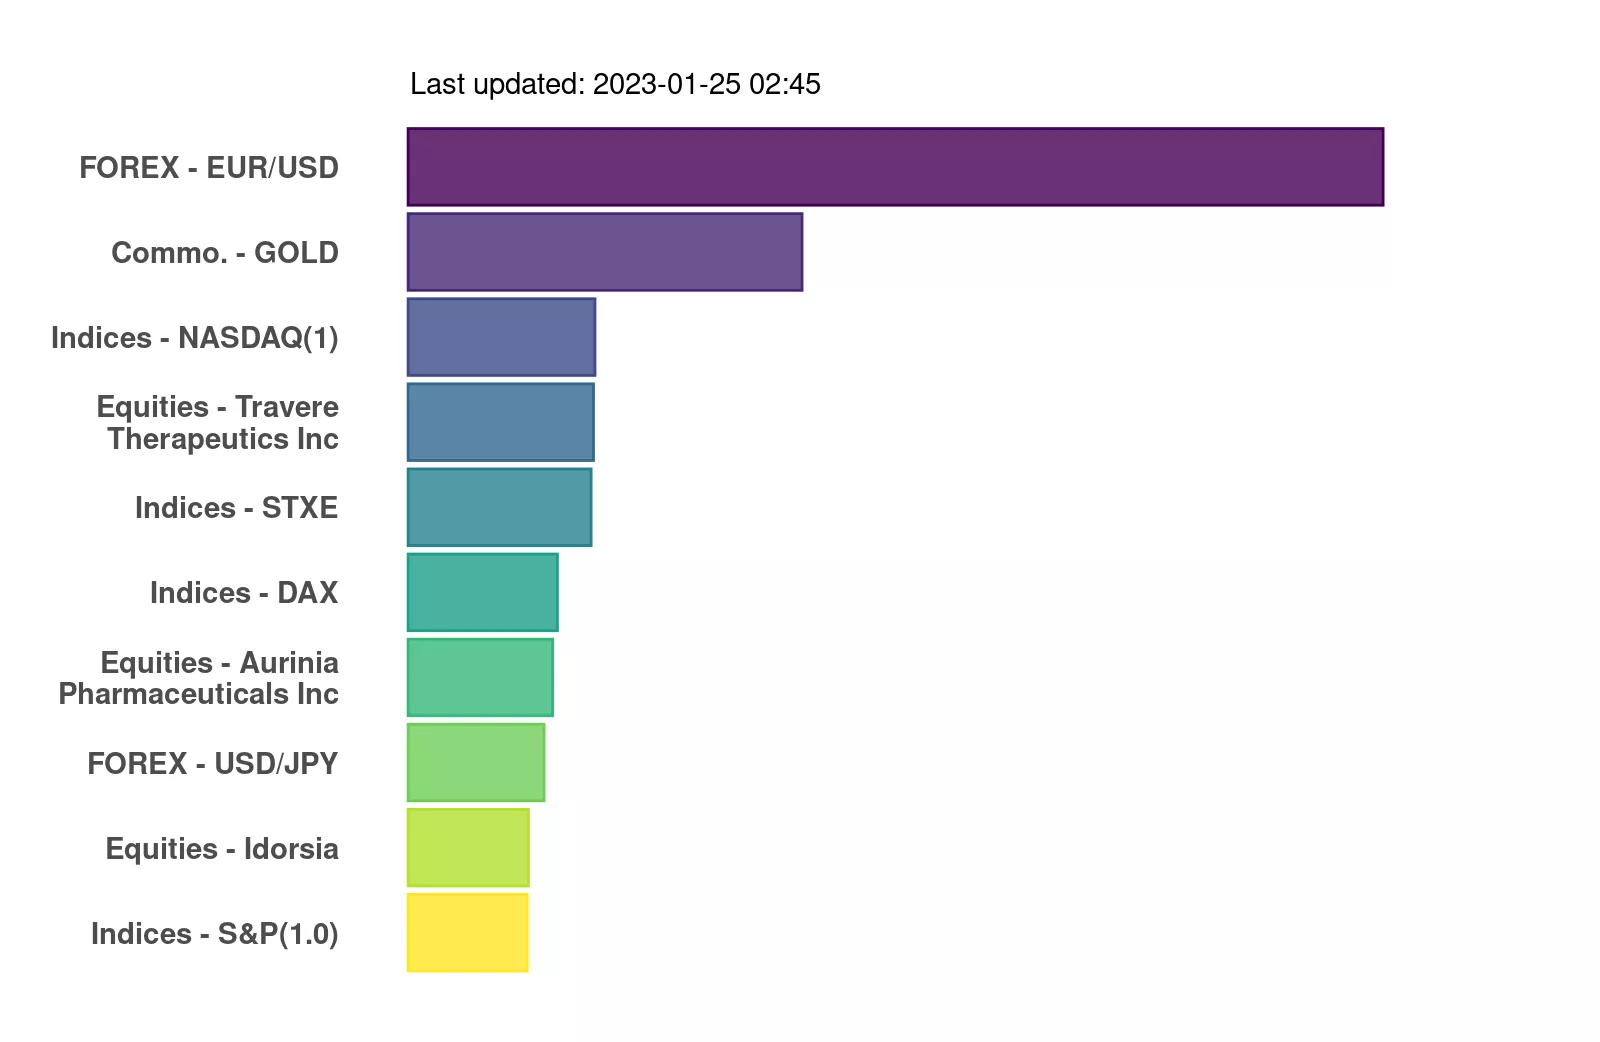 Last updated: 2023-01-25 02:45
FOREX - EUR/USD
Commo. - GOLD
Indices - NASDAQ(1)
Equities - Travere
Therapeutics Inc
Indices - STXE
Indices - DAX
Equities - Aurinia
Pharmaceuticals Inc
FOREX - USD/JPY
Equities - Idorsia
Indices - S&P(1.0)